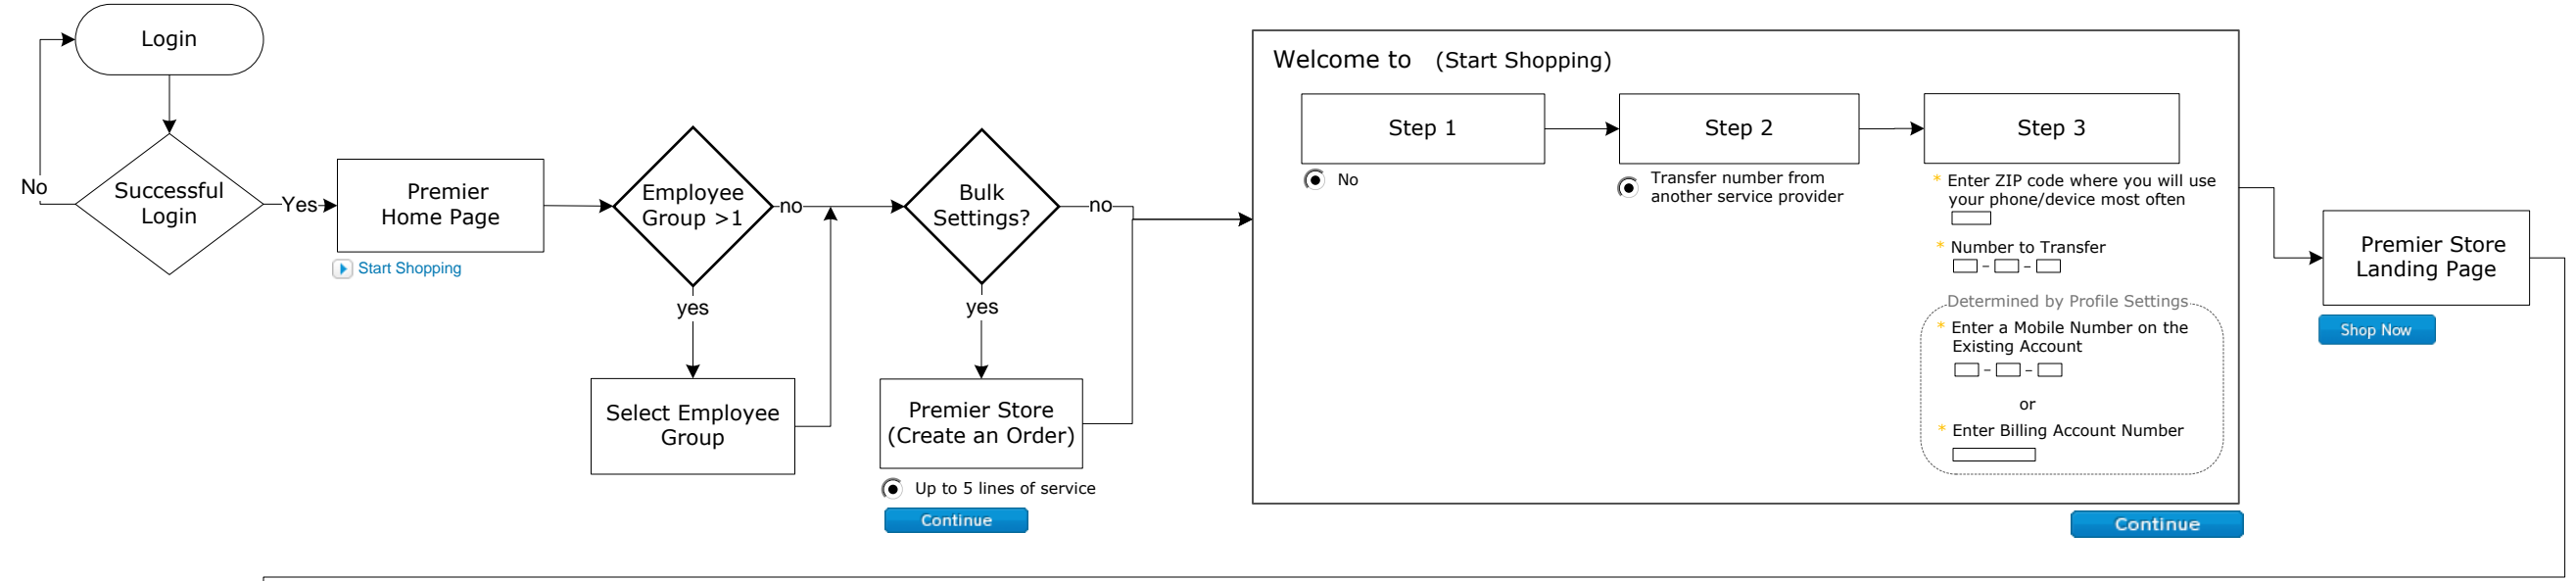 Login
No
Successful
Login
Yes
Premier
Home Page
Start Shopping
Employee
Group >1
no
yes
Select Employee
Group
Bulk
Settings?
no
yes
Premier Store
(Create an Order)
Up to 5 lines of service
Continue
Welcome to (Start Shopping)
Step 1
No
Step 2
Transfer number from
another service provider
Step 3
* Enter ZIP code where you will use
your phone/device most often
* Number to Transfer
- -
Determined by Profile Settings
* Enter a Mobile Number on the
Existing Account
- -
or
* Enter Billing Account Number
Continue
Premier Store
Landing Page
Shop Now